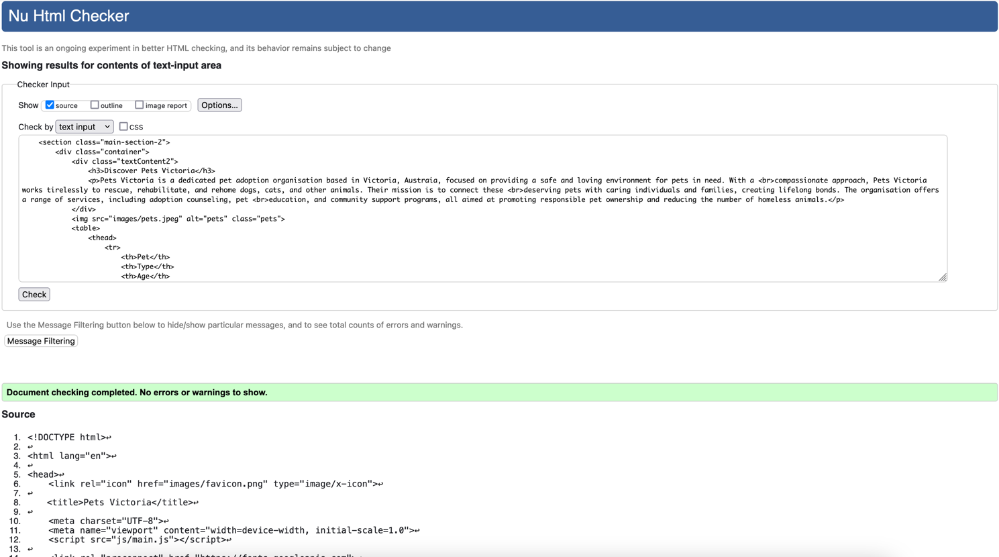 Nu Html Checker
This tool is an ongoing experiment in better HTML checking, and its behavior remains subject to change
Showing results for contents of text-input area
Checker Input
Show source outline image report Options...
Check by text input css
<section class="main-section-2">
<div class="container">
<div class="textContent2">
<h3>Discover Pets Victoria</h3>
<p>Pets Victoria is a dedicated pet adoption organisation based in Victoria, Austraia, focused on providing a safe and loving environment for pets in need. With a <br>compassionate approach, Pets Victoria
works tirelessly to rescue, rehabilitate, and rehome dogs, cats, and other animals. Their mission is to connect these <br>deserving pets with caring individuals and families, creating lifelong bonds. The organisation offers
a range of services, including adoption counseling, pet <br>education, and community support programs, all aimed at promoting responsible pet ownership and reducing the number of homeless animals.</p>
</div>
<img src="images/pets.jpeg" alt="pets" class="pets">
<table>
<thead>
<tr>
<th>Pet</th>
<th>Type</th>
<th>Age</th>
Check
Use the Message Filtering button below to hide/show particular messages, and to see total counts of errors and warnings.
Message Filtering
Document checking completed. No errors or warnings to show.
Source
1. <!DOCTYPE html>↩
2. ↩
3. <html lang="en">↩
4. ↩
5. <head>↩
6. <link rel="icon" href="images/favicon.png" type="image/x-icon">↩
7. ↩
8. <title>Pets Victoria</title>↩
9. ↩
10. <meta charset="UTF-8">↩
11. <meta name="viewport" content="width=device-width, initial-scale=1.0">↩
12. <script src="js/main.js"></script>↩
13. ↩